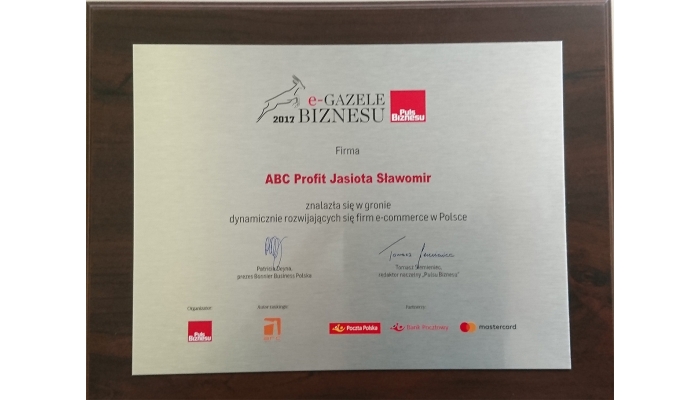 e-GAZELE
2017 BIZNESU
Puls
Biznesu
Firma
ABC Profit Jasiota Sławomir
znalazła się w gronie
dynamicznie rozwijających się firm e-commerce w Polsce
prezes Bonnier Business Polska
Tomasz Siemieniec,
redaktor naczelny „Pulsu Biznesu”
Organizator:
Autor rankingu:
Partnerzy:
Puls
Biznesu
Poczta Polska
Bank Pocztowy
mastercard